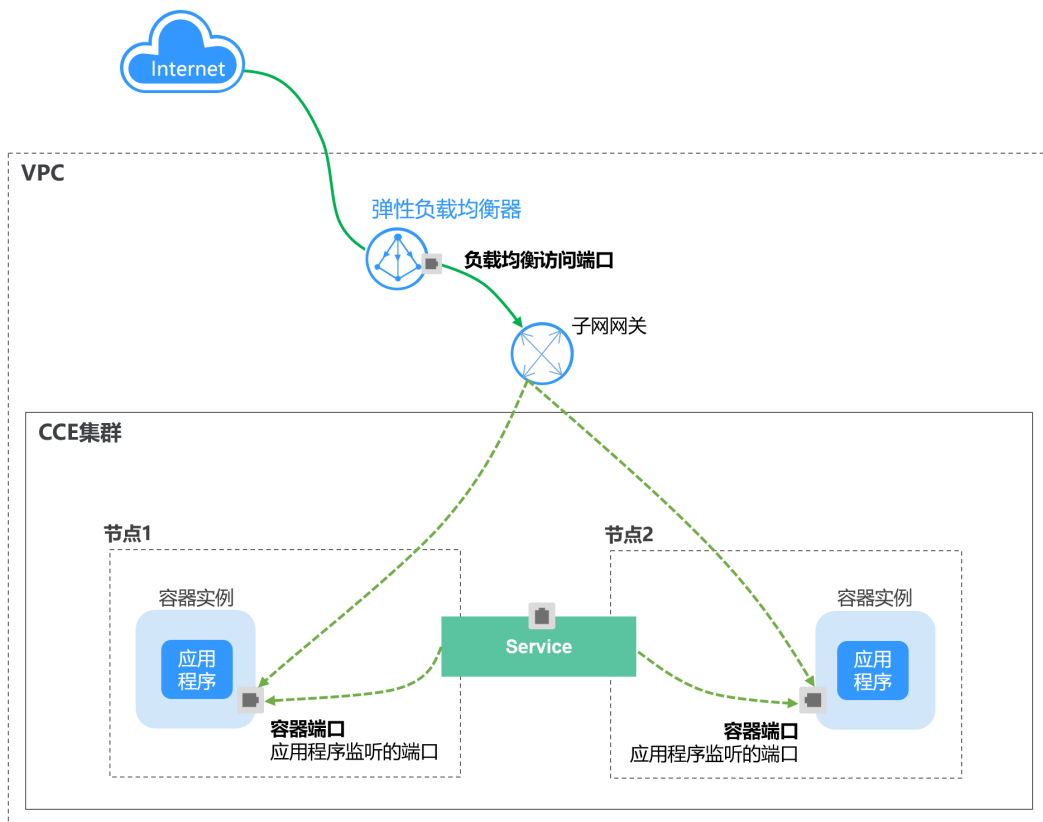 Internet
VPC
弹性负载均衡器
负载均衡访问端口
子网网关
CCE集群
节点1
节点2
容器实例
容器实例
应用
程序
Service
应用
程序
容器端口
应用程序监听的端口
容器端口
应用程序监听的端口